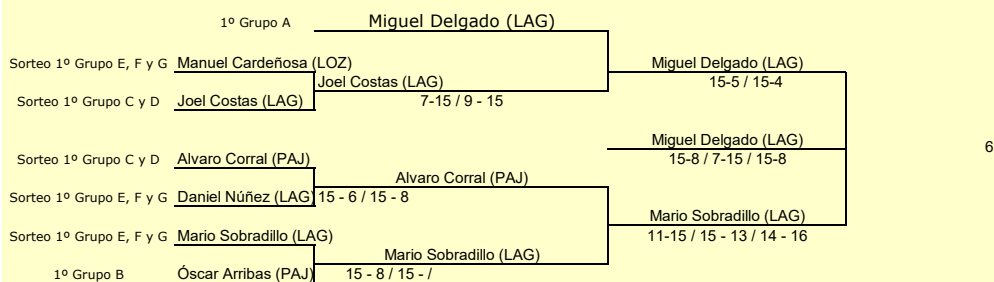 1º Grupo A Miguel Delgado (LAG)
Sorteo 1º Grupo E, F y G Manuel Cardeñosa (LOZ) Miguel Delgado (LAG)
Joel Costas (LAG) 15-5 / 15-4
Sorteo 1º Grupo C y D Joel Costas (LAG) 7-15 / 9 - 15
Miguel Delgado (LAG)
Sorteo 1º Grupo C y D Alvaro Corral (PAJ) 15-8 / 7-15 / 15-8 6
Alvaro Corral (PAJ)
Sorteo 1º Grupo E, F y G Daniel Núñez (LAG) 15 - 6 / 15 - 8
Mario Sobradillo (LAG)
Sorteo 1º Grupo E, F y G Mario Sobradillo (LAG) 11-15 / 15 - 13 / 14 - 16
Mario Sobradillo (LAG)
1º Grupo B Óscar Arribas (PAJ) 15 - 8 / 15 - /